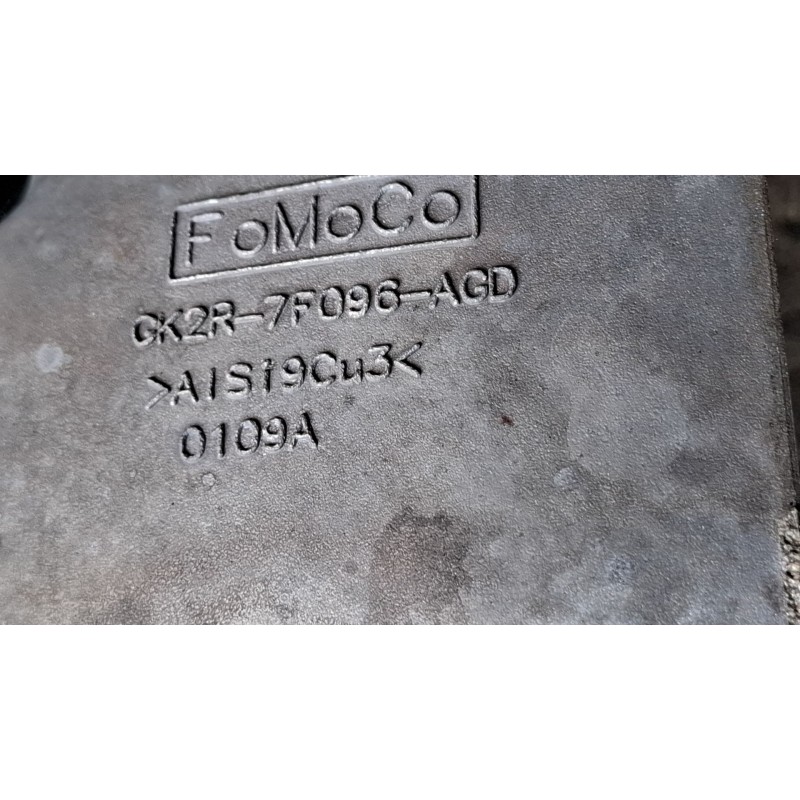 FoMoCo
GK2R-7F096-AGD
>AlSi9Cu3<
0109A